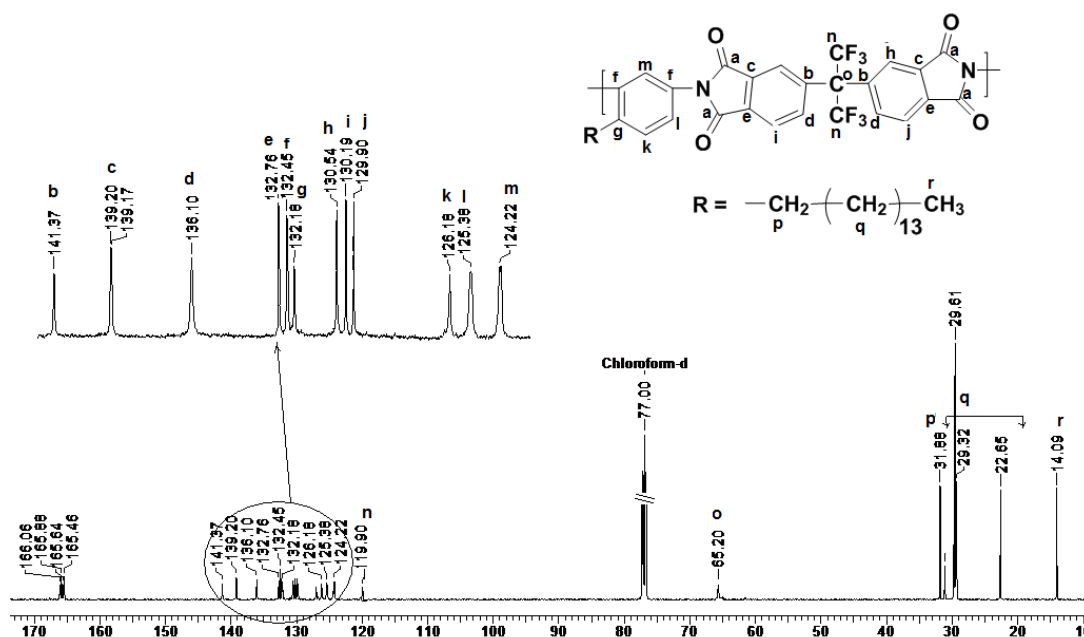 n
O
CF₃
h
O
a
m
a
c
b
o
b
c
a
f
f
N
C
N
a
a
g
l
e
d
CF₃
d
e
R
k
O
i
n
j
O
R = —CH₂—(CH₂)₁₃—CH₃
p
q
r
b
c
d
e
f
g
h
i
j
k
l
m
141.37
139.20
139.17
136.10
132.76
132.45
132.18
130.54
130.19
129.90
126.18
125.38
124.22
Chloroform-d
77.00
29.61
p
q
r
31.88
29.32
22.65
14.09
166.06
165.88
165.64
165.46
141.37
139.20
136.10
132.76
132.45
132.18
126.18
125.38
124.22
n
119.90
o
65.20
170 160 150 140 130 120 110 100 90 80 70 60 50 40 30 20 10